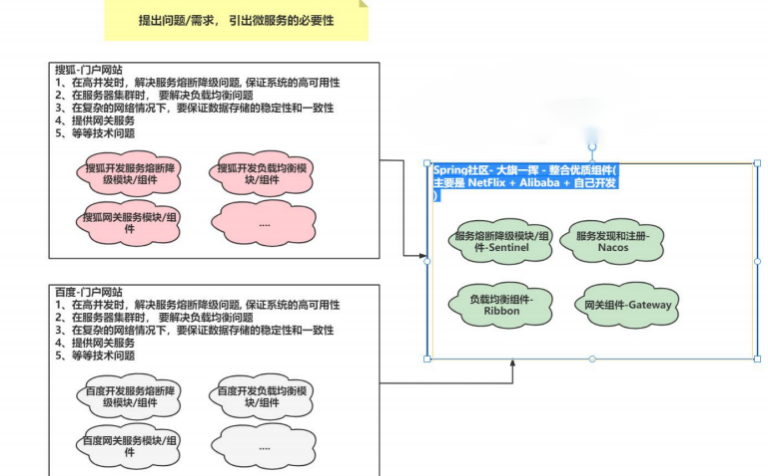 提出问题/需求， 引出微服务的必要性
搜狐-门户网站
1、在高并发时，解决服务熔断降级问题, 保证系统的高可用性
2、在服务器集群时， 要解决负载均衡问题
3、在复杂的网络情况下，要保证数据存储的稳定性和一致性
4、提供网关服务
5、等等技术问题
搜狐开发服务熔断降
级模块/组件
搜狐开发负载均衡模
块/组件
搜狐网关服务模块/组
件
....
Spring社区- 大旗一挥 - 整合优质组件(
主要是 NetFlix + Alibaba + 自己开发
)
服务熔断降级模块/组
件-Sentinel
服务发现和注册-
Nacos
负载均衡组件-
Ribbon
网关组件-Gateway
百度-门户网站
1、在高并发时，解决服务熔断降级问题, 保证系统的高可用性
2、在服务器集群时， 要解决负载均衡问题
3、在复杂的网络情况下，要保证数据存储的稳定性和一致性
4、提供网关服务
5、等等技术问题
百度开发服务熔断降
级模块/组件
百度开发负载均衡模
块/组件
百度网关服务模块/组
件
....